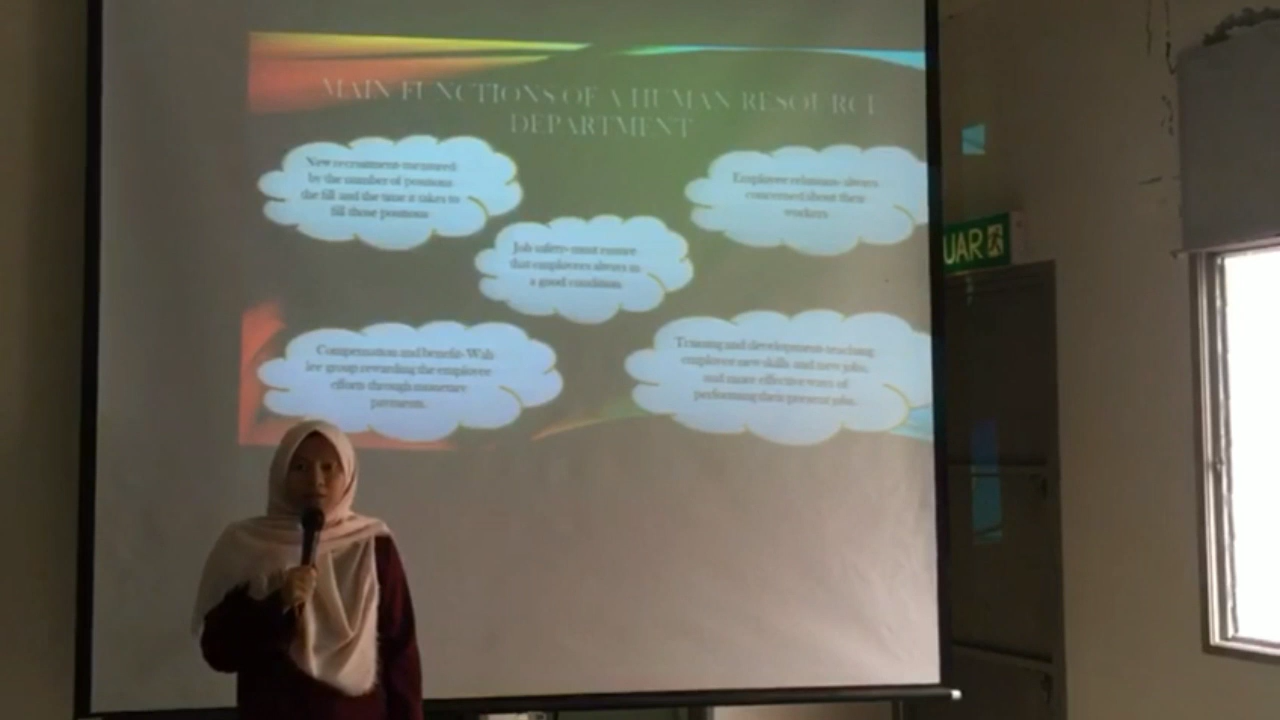 MAIN FUNCTIONS OF A HUMAN RESOURCE
DEPARTMENT
New recruitment-measured
by the number of positions
the fill and the time it takes to
fill those positions
Employee relations- always
concerned about their
workers
Job safety- must ensure
that employees always in
a good condition.
Compensation and benefit-
ier group rewarding the employee
efforts through monetary
payments.
Training and development-teaching
employee new skills and new jobs,
and more effective ways of
performing their present jobs.
UAR